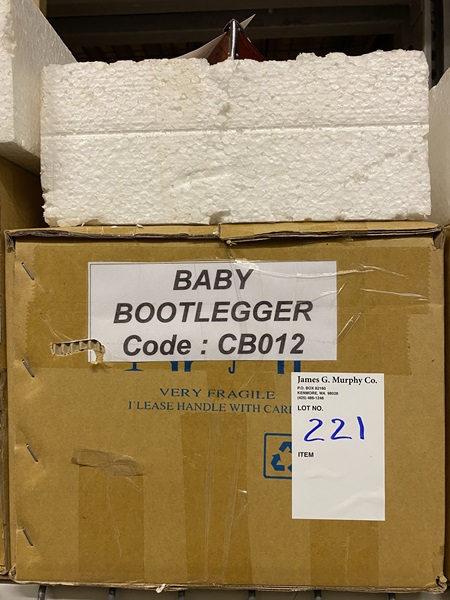 BABY
BOOTLEGGER
Code : CB012
VERY FRAGILE
PLEASE HANDLE WITH CARE
James G. Murphy Co.
P.O. BOX 82160
KENMORE, WA 98028
(425) 486-1246
LOT NO.
221
ITEM